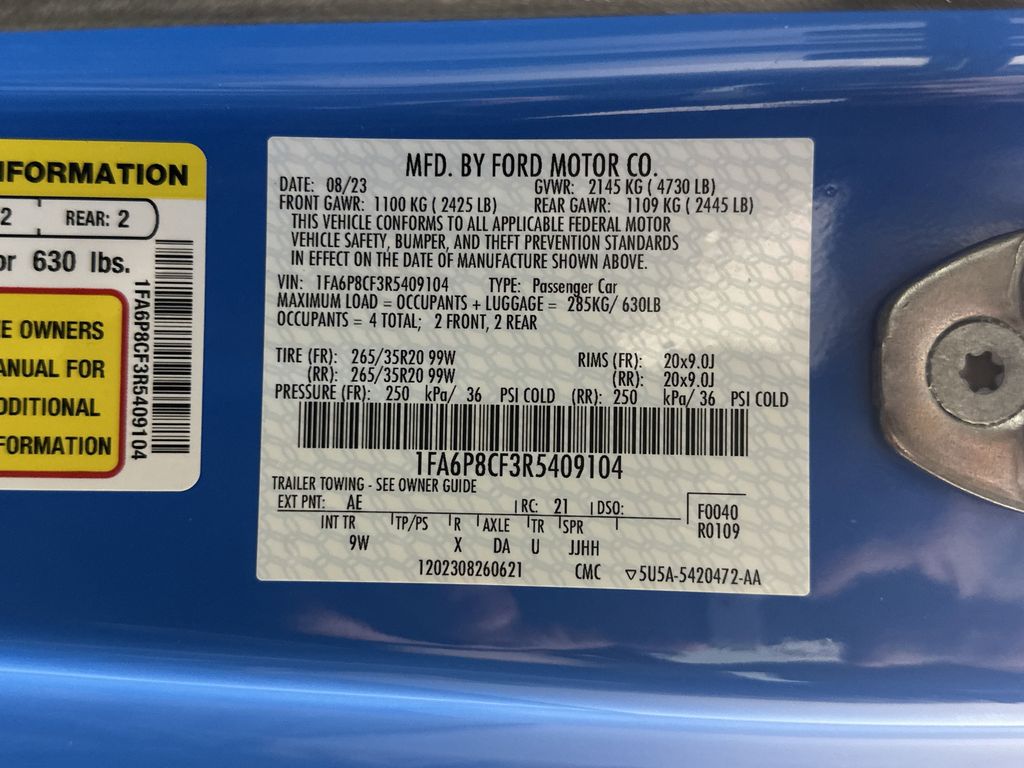 NFORMATION
2 REAR: 2
or 630 lbs.
E OWNERS
ANUAL FOR
DDITIONAL
FORMATION
1FA6P8CF3R5409104
MFD. BY FORD MOTOR CO.
DATE: 08/23 GVWR: 2145 KG ( 4730 LB)
FRONT GAWR: 1100 KG ( 2425 LB) REAR GAWR: 1109 KG ( 2445 LB)
THIS VEHICLE CONFORMS TO ALL APPLICABLE FEDERAL MOTOR
VEHICLE SAFETY, BUMPER, AND THEFT PREVENTION STANDARDS
IN EFFECT ON THE DATE OF MANUFACTURE SHOWN ABOVE.
VIN: 1FA6P8CF3R5409104 TYPE: Passenger Car
MAXIMUM LOAD = OCCUPANTS + LUGGAGE = 285KG/ 630LB
OCCUPANTS = 4 TOTAL; 2 FRONT, 2 REAR
TIRE (FR): 265/35R20 99W RIMS (FR): 20x9.0J
(RR): 265/35R20 99W (RR): 20x9.0J
PRESSURE (FR): 250 kPa/ 36 PSI COLD (RR): 250 kPa/ 36 PSI COLD
1FA6P8CF3R5409104
TRAILER TOWING - SEE OWNER GUIDE
EXT PNT: AE RC: 21 DSO: F0040
INT TR TP/PS R AXLE TR SPR R0109
9W X DA U JJHH
1202308260621 CMC ▽5U5A-5420472-AA